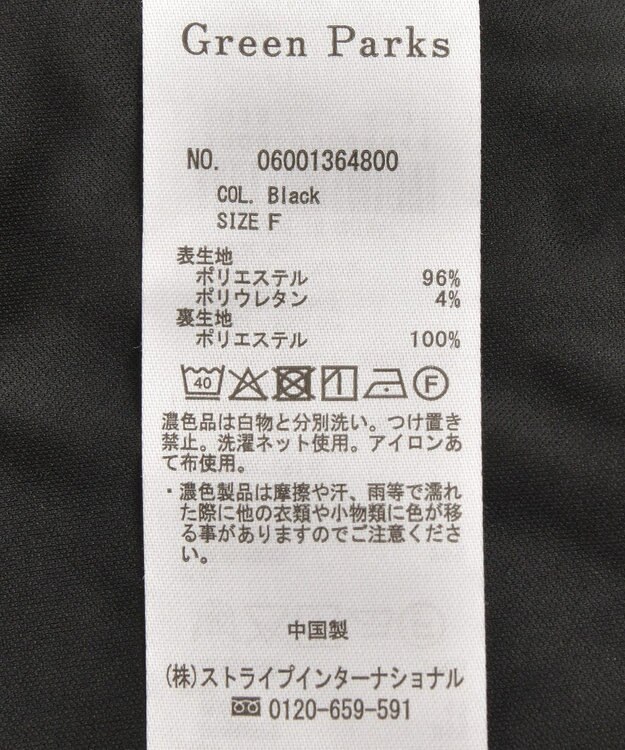 Green Parks
NO. 06001364800
COL. Black
SIZE F
表生地
ポリエステル 96%
ポリウレタン 4%
裏生地
ポリエステル 100%
40 F
濃色品は白物と分別洗い。つけ置き
禁止。洗濯ネット使用。アイロンあ
て布使用。
・濃色製品は摩擦や汗、雨等で濡れ
た際に他の衣類や小物類に色が移
る事がありますのでご注意くださ
い。
中国製
(株)ストライプインターナショナル
0120-659-591